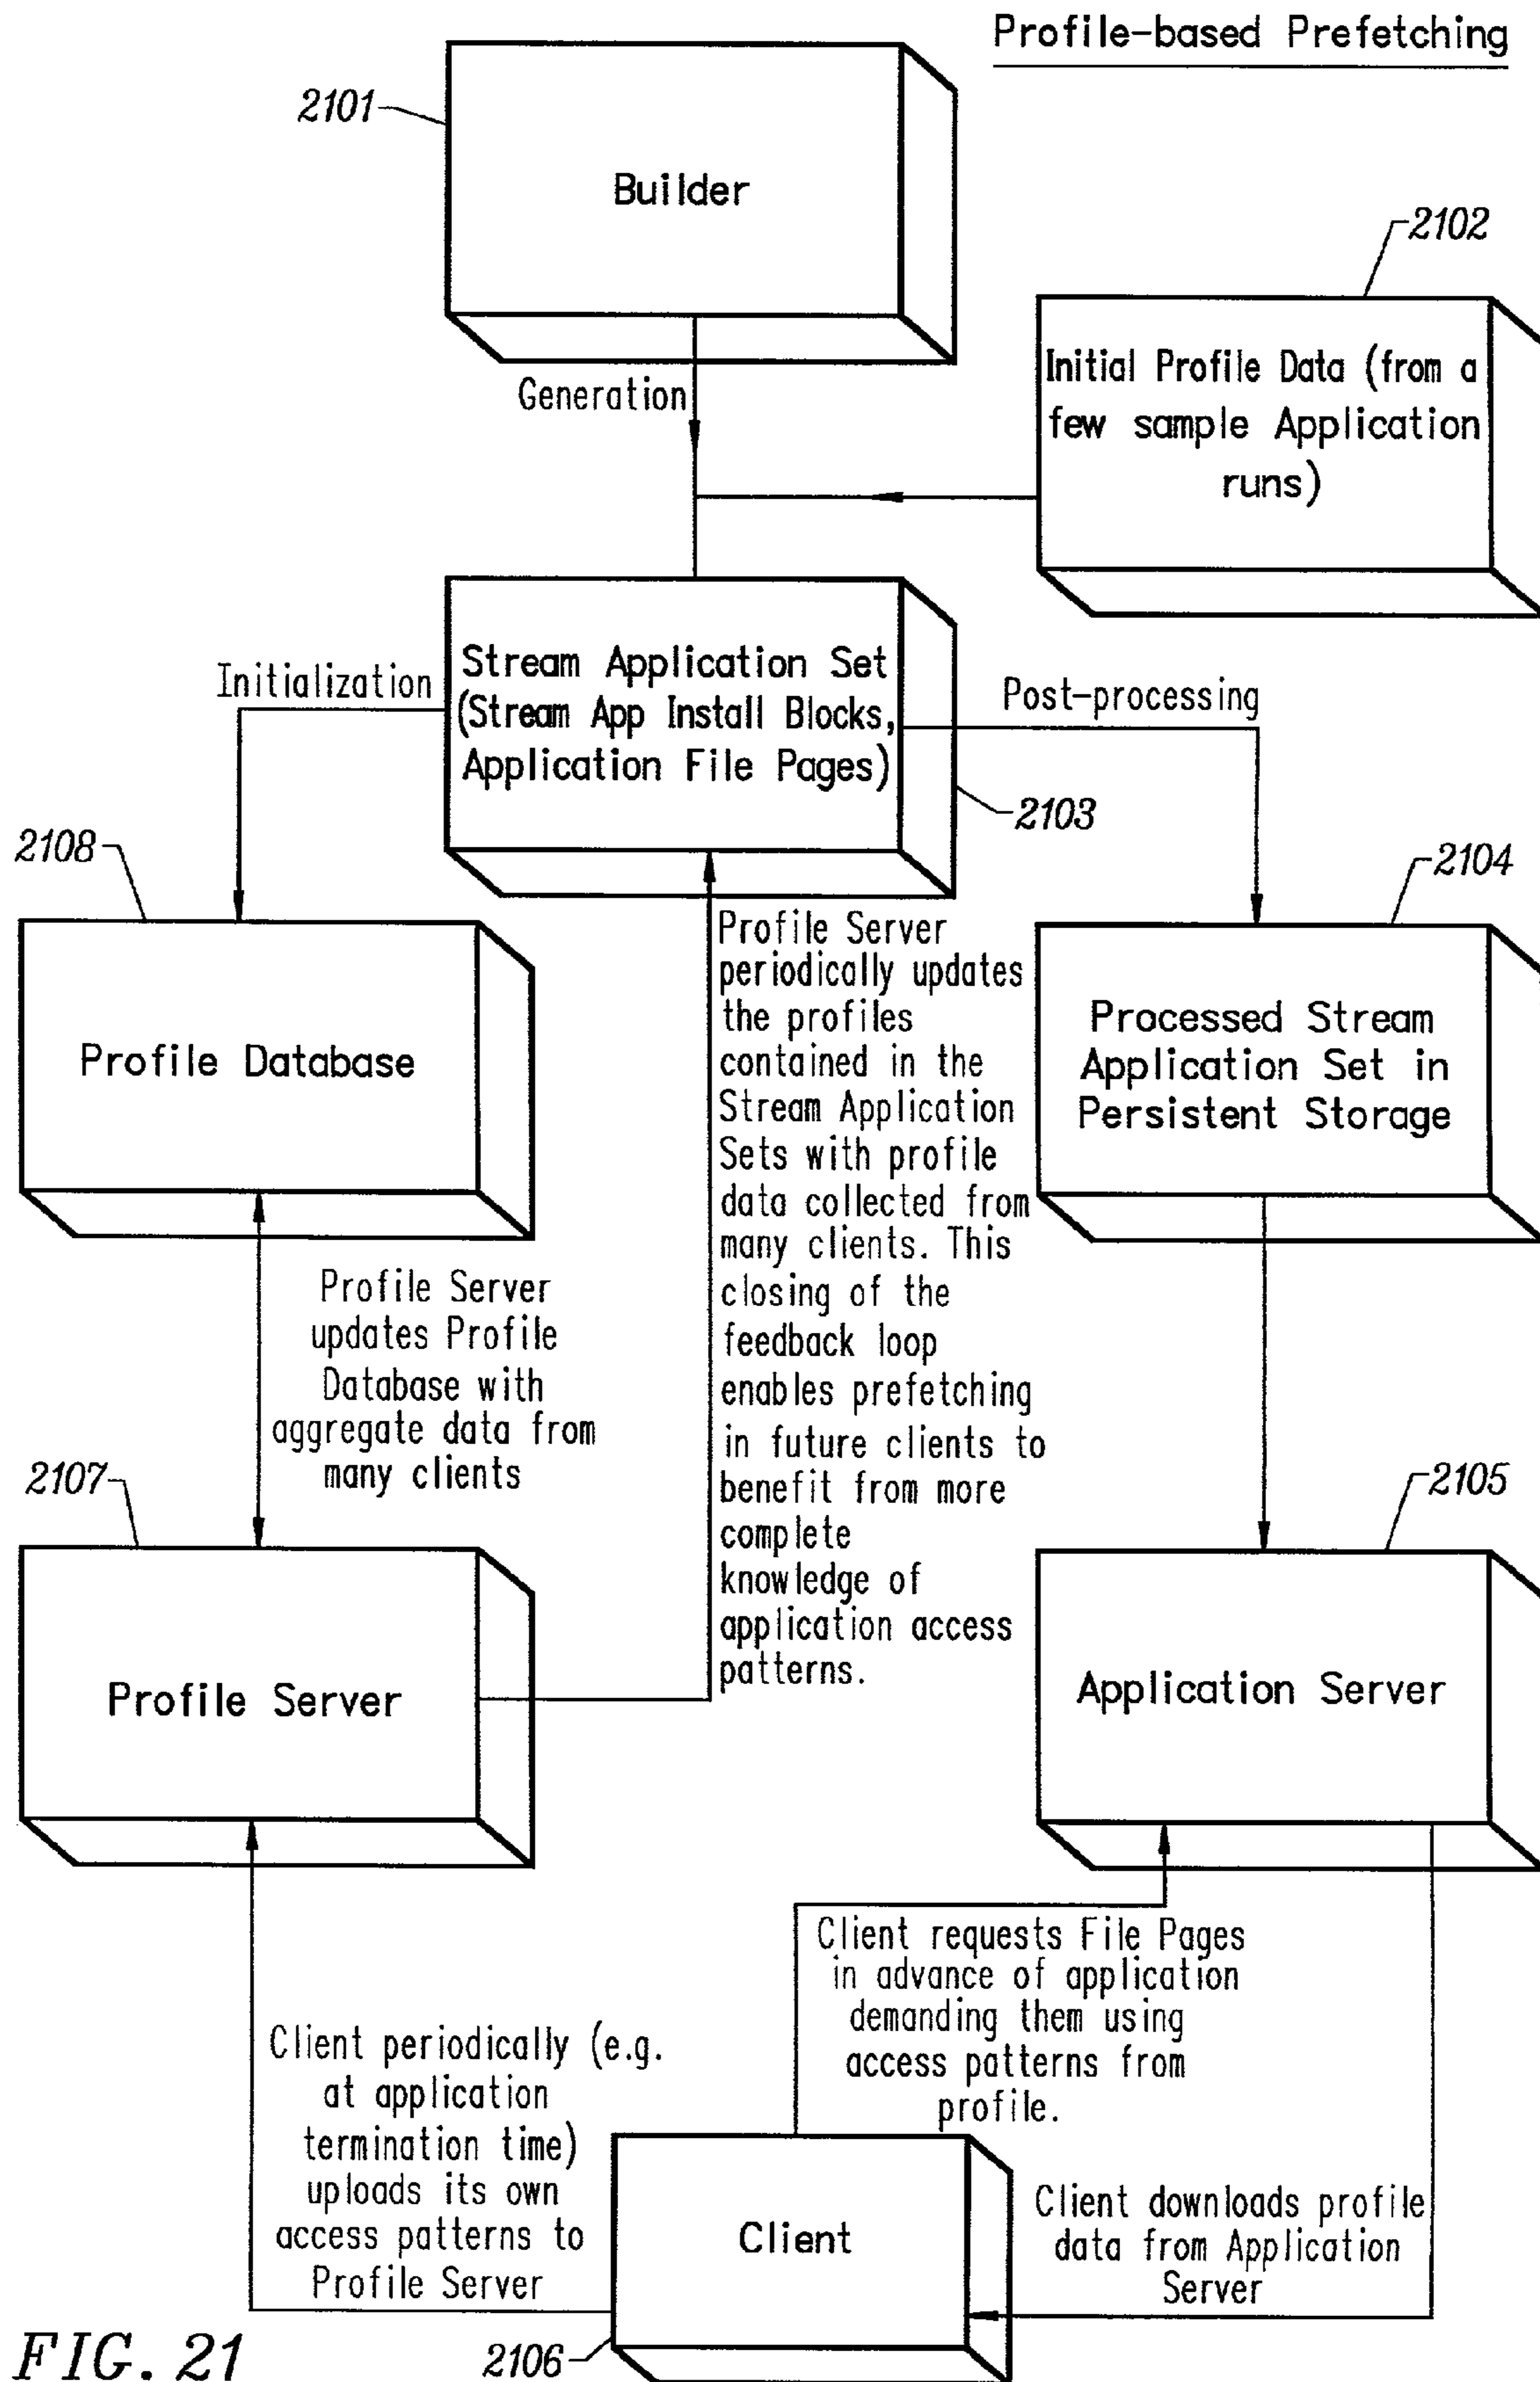 Profile-based Prefetching
2101
Builder
2102
Initial Profile Data (from a
few sample Application
runs)
Generation
Stream Application Set
(Stream App Install Blocks,
Application File Pages)
Initialization
Post-processing
2103
2108
2104
Profile Database
Profile Server
periodically updates
the profiles
contained in the
Stream Application
Sets with profile
data collected from
many clients. This
closing of the
feedback loop
enables prefetching
in future clients to
benefit from more
complete
knowledge of
application access
patterns.
Processed Stream
Application Set in
Persistent Storage
Profile Server
updates Profile
Database with
aggregate data from
many clients
2107
2105
Profile Server
Application Server
Client requests File Pages
in advance of application
demanding them using
access patterns from
profile.
Client periodically (e.g.
at application
termination time)
uploads its own
access patterns to
Profile Server
Client
Client downloads profile
data from Application
Server
2106
FIG. 21